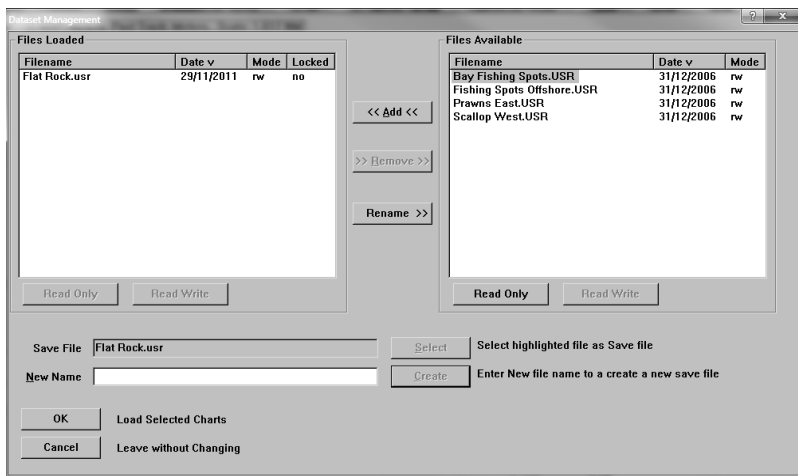 Dataset Management
Files Loaded
Filename Date v Mode Locked
Flat Rock.usr 29/11/2011 rw no
Read Only Read Write
<< Add <<
>> Remove >>
Rename >>
Files Available
Filename Date v Mode
Bay Fishing Spots.USR 31/12/2006 rw
Fishing Spots Offshore.USR 31/12/2006 rw
Prawns East.USR 31/12/2006 rw
Scallop West.USR 31/12/2006 rw
Read Only Read Write
Save File Flat Rock.usr Select Select highlighted file as Save file
New Name Create Enter New file name to a create a new save file
OK Load Selected Charts
Cancel Leave without Changing